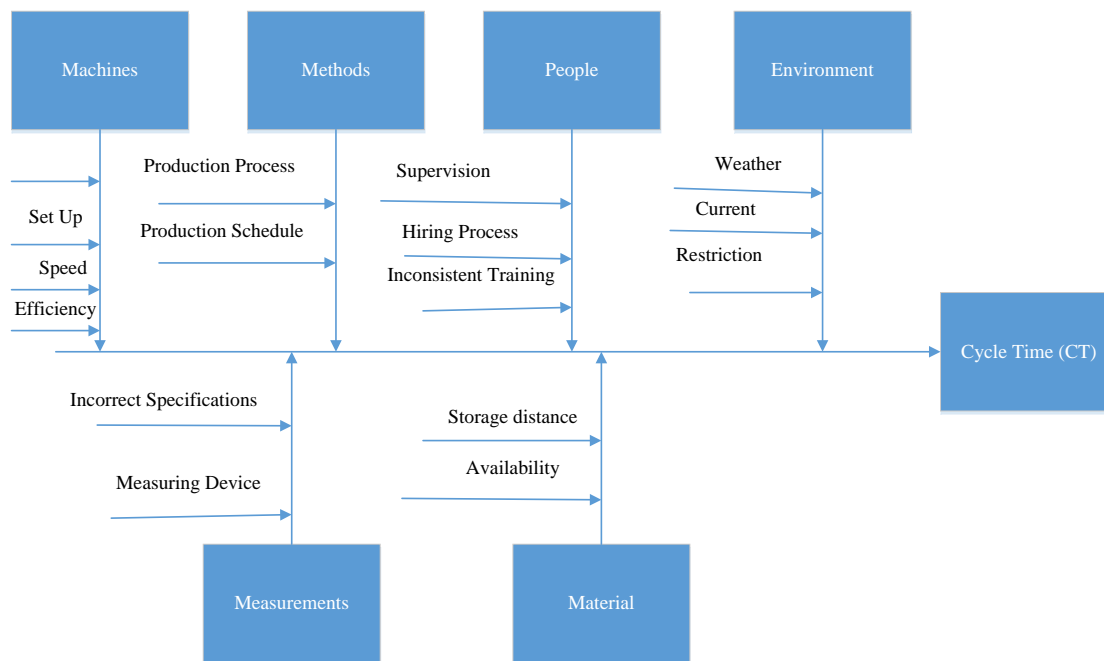 Machines
Methods
People
Environment
Production Process
Supervision
Weather
Set Up
Production Schedule
Hiring Process
Current
Speed
Inconsistent Training
Restriction
Efficiency
Cycle Time (CT)
Incorrect Specifications
Storage distance
Measuring Device
Availability
Measurements
Material